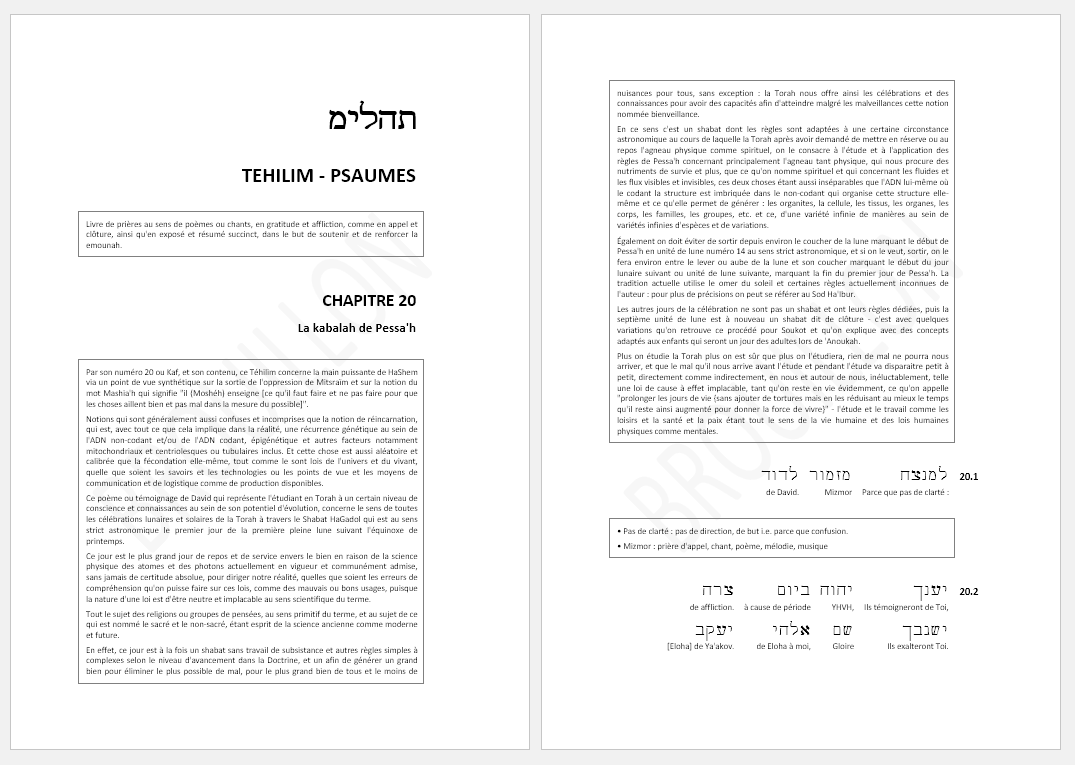 תהלימ
TEHILIM - PSAUMES
Livre de prières au sens de poèmes ou chants, en gratitude et affliction, comme en appel et
clôture, ainsi qu'en exposé et résumé succinct, dans le but de soutenir et de renforcer la
emounah.
CHAPITRE 20
La kabalah de Pessa'h
Par son numéro 20 ou Kaf, et son contenu, ce Téhilim concerne la main puissante de HaShem
via un point de vue synthétique sur la sortie de l'oppression de Mitsraïm et sur la notion du
mot Mashia'h qui signifie "il (Moshéh) enseigne [ce qu'il faut faire et ne pas faire pour que
les choses aillent bien et pas mal dans la mesure du possible]".
Notions qui sont généralement aussi confuses et incomprises que la notion de réincarnation,
qui est, avec tout ce que cela implique dans la réalité, une récurrence génétique au sein de
l'ADN non-codant et/ou de l'ADN codant, épigénétique et autres facteurs notamment
mitochondriaux et centriolesques ou tubulaires inclus. Et cette chose est aussi aléatoire et
calibrée que la fécondation elle-même, tout comme le sont lois de l'univers et du vivant,
quelle que soient les savoirs et les technologies ou les points de vue et les moyens de
communication et de logistique comme de production disponibles.
Ce poème ou témoignage de David qui représente l'étudiant en Torah à un certain niveau de
conscience et connaissances au sein de son potentiel d'évolution, concerne le sens de toutes
les célébrations lunaires et solaires de la Torah à travers le Shabat HaGadol qui est au sens
strict astronomique le premier jour de la première pleine lune suivant l'équinoxe de
printemps.
Ce jour est le plus grand jour de repos et de service envers le bien en raison de la science
physique des atomes et des photons actuellement en vigueur et communément admise,
sans jamais de certitude absolue, pour diriger notre réalité, quelles que soient les erreurs de
compréhension qu'on puisse faire sur ces lois, comme des mauvais ou bons usages, puisque
la nature d'une loi est d'être neutre et implacable au sens scientifique du terme.
Tout le sujet des religions ou groupes de pensées, au sens primitif du terme, et au sujet de ce
qui est nommé le sacré et le non-sacré, étant esprit de la science ancienne comme moderne
et future.
En effet, ce jour est à la fois un shabat sans travail de subsistance et autres règles simples à
complexes selon le niveau d'avancement dans la Doctrine, et un afin de générer un grand
bien pour éliminer le plus possible de mal, pour le plus grand bien de tous et le moins de
nuisances pour tous, sans exception : la Torah nous offre ainsi les célébrations et des
connaissances pour avoir des capacités afin d'atteindre malgré les malveillances cette notion
nommée bienveillance.
En ce sens c'est un shabat dont les règles sont adaptées à une certaine circonstance
astronomique au cours de laquelle la Torah après avoir demandé de mettre en réserve ou au
repos l'agneau physique comme spirituel, on le consacre à l'étude et à l'application des
règles de Pessa'h concernant principalement l'agneau tant physique, qui nous procure des
nutriments de survie et plus, que ce qu'on nomme spirituel et qui concernant les fluides et
les flux visibles et invisibles, ces deux choses étant aussi inséparables que l'ADN lui-même où
le codant la structure est imbriquée dans le non-codant qui organise cette structure elle-
même et ce qu'elle permet de générer : les organites, la cellule, les tissus, les organes, les
corps, les familles, les groupes, etc. et ce, d'une variété infinie de manières au sein de
variétés infinies d'espèces et de variations.
Également on doit éviter de sortir depuis environ le coucher de la lune marquant le début de
Pessa'h en unité de lune numéro 14 au sens strict astronomique, et si on le veut, sortir, on le
fera environ entre le lever ou aube de la lune et son coucher marquant le début du jour
lunaire suivant ou unité de lune suivante, marquant la fin du premier jour de Pessa'h. La
tradition actuelle utilise le omer du soleil et certaines règles actuellement inconnues de
l'auteur : pour plus de précisions on peut se référer au Sod Ha'Ibur.
Les autres jours de la célébration ne sont pas un shabat et ont leurs règles dédiées, puis la
septième unité de lune est à nouveau un shabat dit de clôture - c'est avec quelques
variations qu'on retrouve ce procédé pour Soukot et qu'on explique avec des concepts
adaptés aux enfants qui seront un jour des adultes lors de 'Anoukah.
Plus on étudie la Torah plus on est sûr que plus on l'étudiera, rien de mal ne pourra nous
arriver, et que le mal qu'il nous arrive avant l'étude et pendant l'étude va disparaître petit à
petit, directement comme indirectement, en nous et autour de nous, inéluctablement, telle
une loi de cause à effet implacable, tant qu'on reste en vie évidemment, ce qu'on appelle
"prolonger les jours de vie {sans ajouter de tortures mais en les réduisant au mieux le temps
qu'il reste ainsi augmenté pour donner la force de vivre}" - l'étude et le travail comme les
loisirs et la santé et la paix étant tout le sens de la vie humaine et des lois humaines
physiques comme mentales.
20.1 למנצח מזמור לדוד
de David. Mizmor Parce que pas de clarté :
• Pas de clarté : pas de direction, de but i.e. parce que confusion.
• Mizmor : prière d'appel, chant, poème, mélodie, musique
20.2 יענך יהוה ביום צרה
de affliction. à cause de période YHVH, Ils témoigneront de Toi,
ישגבך שם אלהי יעקב
[Eloha] de Ya'akov. de Eloha à moi, Gloire Ils exalteront Toi.